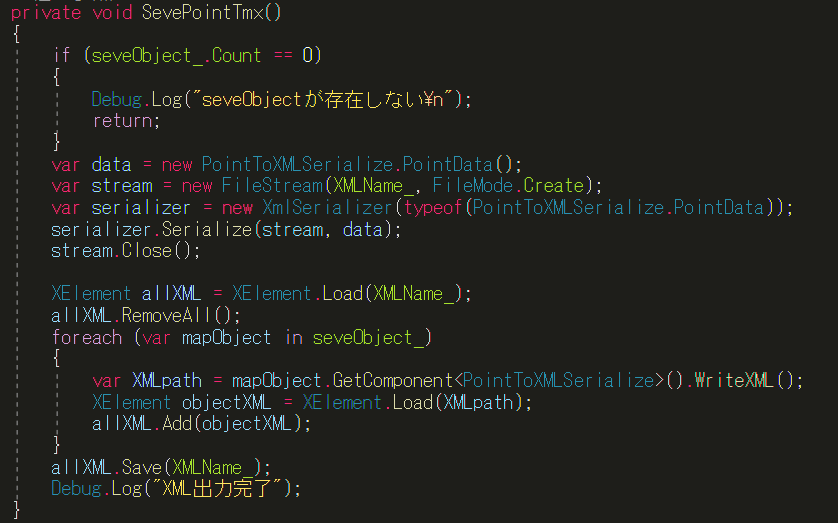 private void SevePointTmx()
{
if (seveObject_.Count == 0)
{
Debug.Log("seveObjectが存在しない¥n");
return;
}
var data = new PointToXMLSerialize.PointData();
var stream = new FileStream(XMLName_, FileMode.Create);
var serializer = new XmlSerializer(typeof(PointToXMLSerialize.PointData));
serializer.Serialize(stream, data);
stream.Close();
XElement allXML = XElement.Load(XMLName_);
allXML.RemoveAll();
foreach (var mapObject in seveObject_)
{
var XMLpath = mapObject.GetComponent<PointToXMLSerialize>().WriteXML();
XElement objectXML = XElement.Load(XMLpath);
allXML.Add(objectXML);
}
allXML.Save(XMLName_);
Debug.Log("XML出力完了");
}